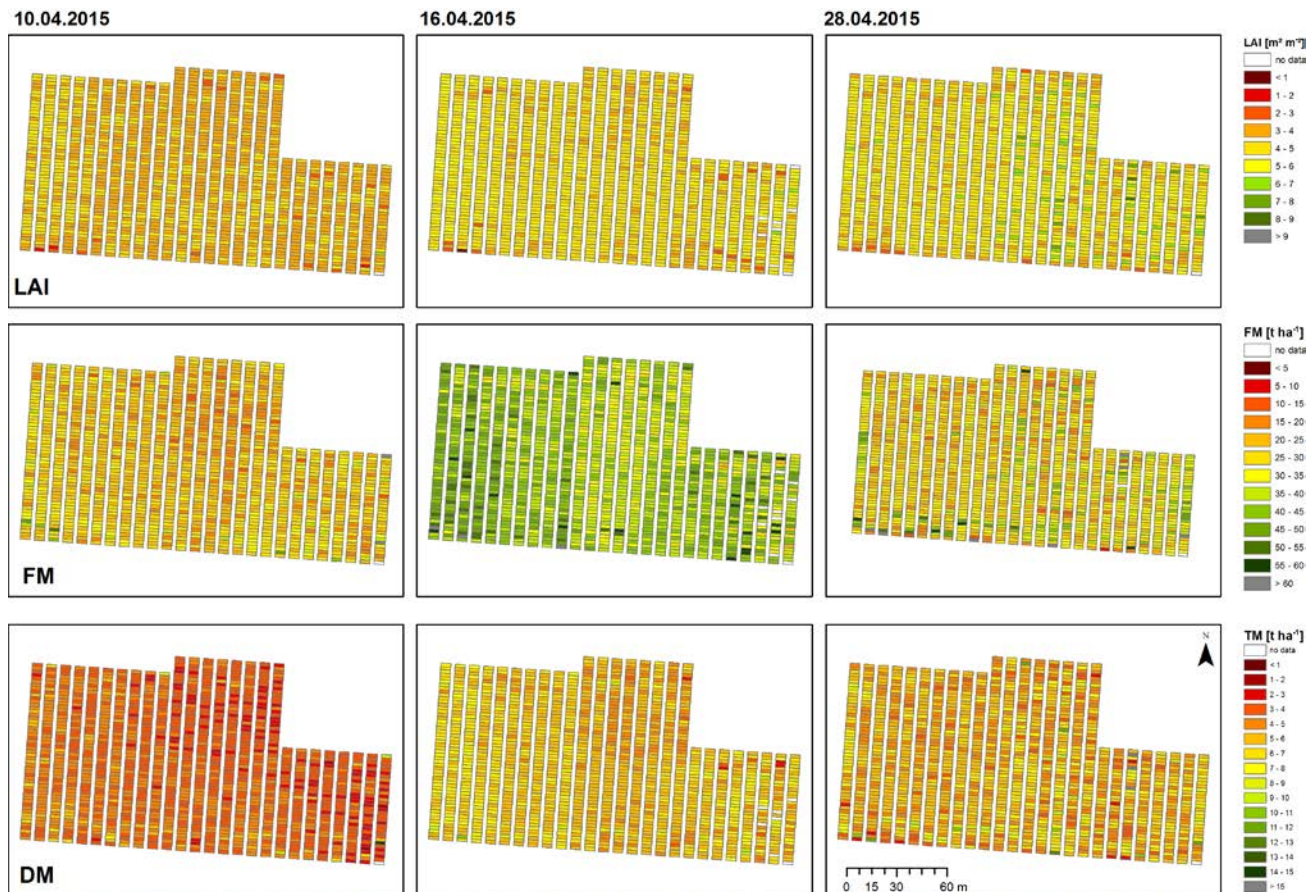 10.04.2015
16.04.2015
28.04.2015
LAI [m² m⁻²]
no data
< 1
1 - 2
2 - 3
3 - 4
4 - 5
5 - 6
6 - 7
7 - 8
8 - 9
> 9
LAI
FM [t ha⁻¹]
no data
< 5
5 - 10
10 - 15
15 - 20
20 - 25
25 - 30
30 - 35
35 - 40
40 - 45
45 - 50
50 - 55
55 - 60
> 60
FM
N
TM [t ha⁻¹]
no data
< 1
1 - 2
2 - 3
3 - 4
4 - 5
5 - 6
6 - 7
7 - 8
8 - 9
9 - 10
10 - 11
11 - 12
12 - 13
13 - 14
14 - 15
> 15
DM
0 15 30 60 m